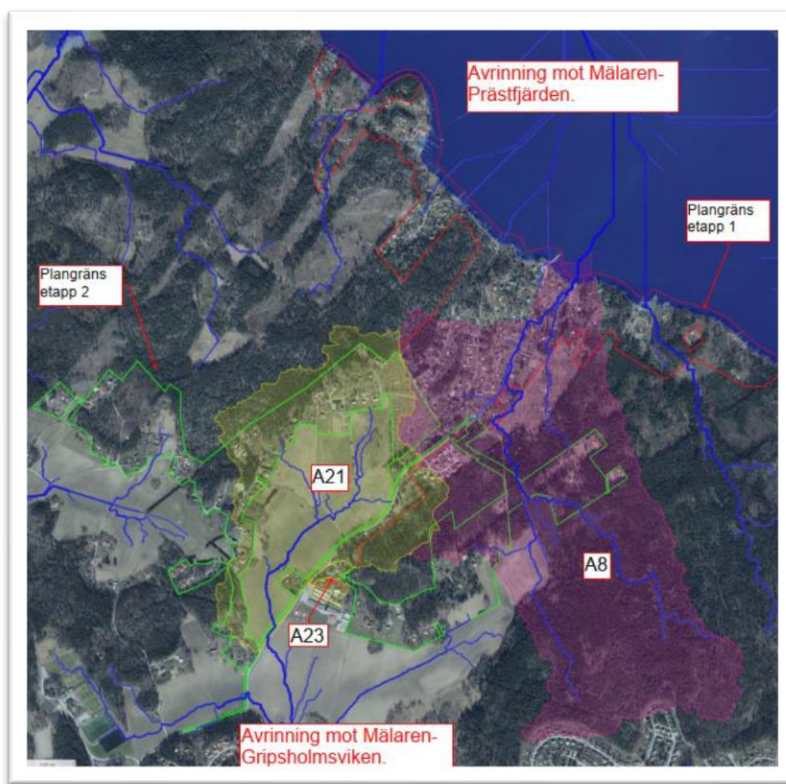 Avrinning mot Mälaren-
Prästfjärden.
Plangräns
etapp 1
Plangräns
etapp 2
A21
A8
A23
Avrinning mot Mälaren-
Gripsholmsviken.